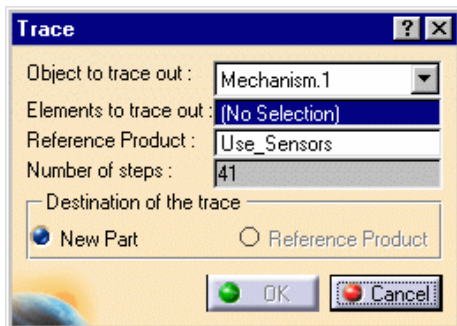 Trace
Object to trace out : Mechanism.1
Elements to trace out : (No Selection)
Reference Product : Use_Sensors
Number of steps : 41
Destination of the trace
New Part Reference Product
OK Cancel